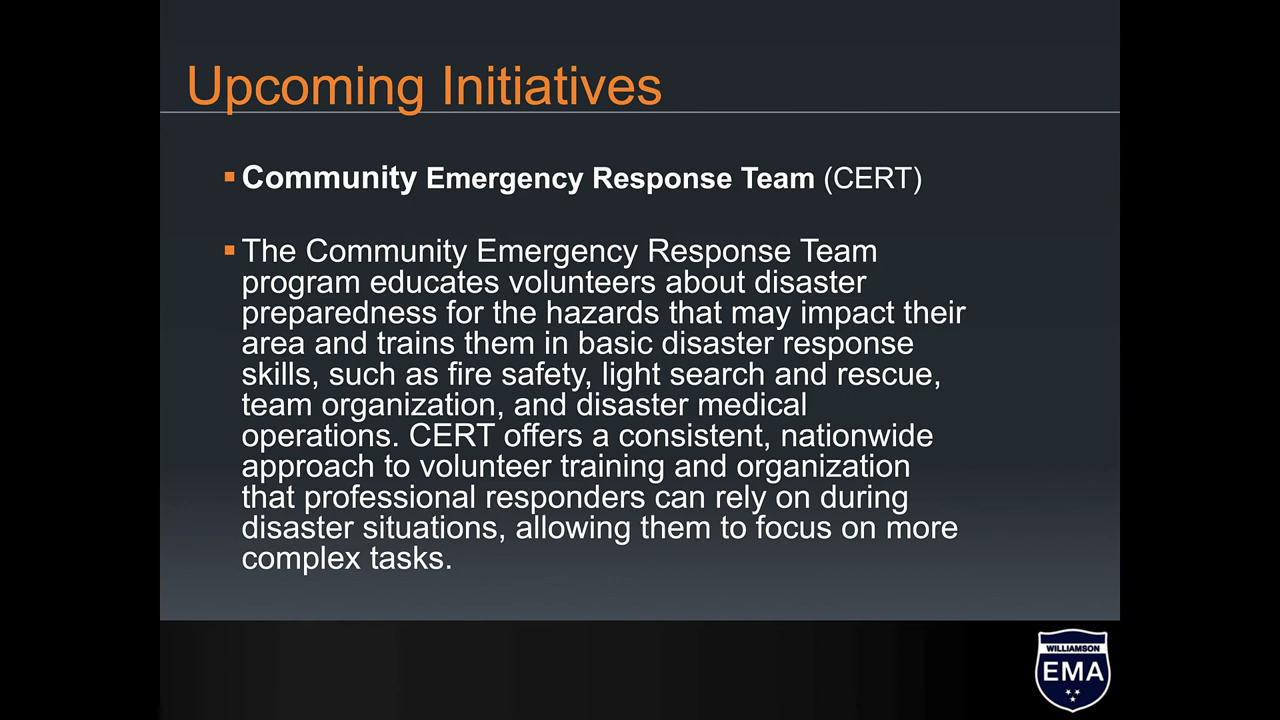 Upcoming Initiatives
Community Emergency Response Team (CERT)
The Community Emergency Response Team
program educates volunteers about disaster
preparedness for the hazards that may impact their
area and trains them in basic disaster response
skills, such as fire safety, light search and rescue,
team organization, and disaster medical
operations. CERT offers a consistent, nationwide
approach to volunteer training and organization
that professional responders can rely on during
disaster situations, allowing them to focus on more
complex tasks.
WILLIAMSON
EMA